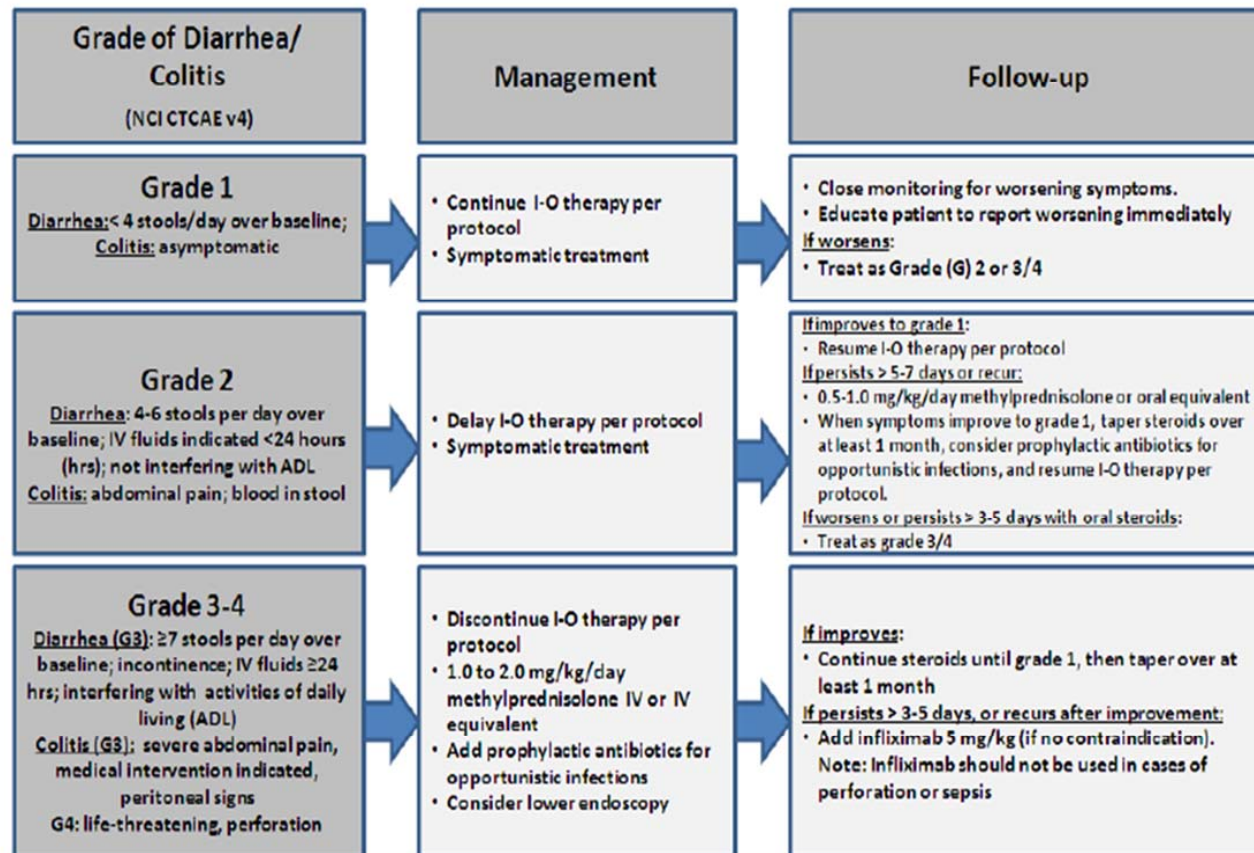 Grade of Diarrhea/
Colitis
(NCI CTCAE v4)
Management
Follow-up
Grade 1
Diarrhea:< 4 stools/day over baseline;
Colitis: asymptomatic
• Continue I-O therapy per
protocol
• Symptomatic treatment
• Close monitoring for worsening symptoms.
• Educate patient to report worsening immediately
If worsens:
• Treat as Grade (G) 2 or 3/4
Grade 2
Diarrhea: 4-6 stools per day over
baseline; IV fluids indicated <24 hours
(hrs); not interfering with ADL
Colitis: abdominal pain; blood in stool
• Delay I-O therapy per protocol
• Symptomatic treatment
If improves to grade 1:
• Resume I-O therapy per protocol
If persists > 5-7 days or recur:
• 0.5-1.0 mg/kg/day methylprednisolone or oral equivalent
• When symptoms improve to grade 1, taper steroids over
at least 1 month, consider prophylactic antibiotics for
opportunistic infections, and resume I-O therapy per
protocol.
If worsens or persists > 3-5 days with oral steroids:
• Treat as grade 3/4
Grade 3-4
Diarrhea (G3): ≥7 stools per day over
baseline; incontinence; IV fluids ≥24
hrs; interfering with activities of daily
living (ADL)
Colitis (G3): severe abdominal pain,
medical intervention indicated,
peritoneal signs
G4: life-threatening, perforation
• Discontinue I-O therapy per
protocol
• 1.0 to 2.0 mg/kg/day
methylprednisolone IV or IV
equivalent
• Add prophylactic antibiotics for
opportunistic infections
• Consider lower endoscopy
If improves:
• Continue steroids until grade 1, then taper over at
least 1 month
If persists > 3-5 days, or recurs after improvement:
• Add infliximab 5 mg/kg (if no contraindication).
Note: Infliximab should not be used in cases of
perforation or sepsis